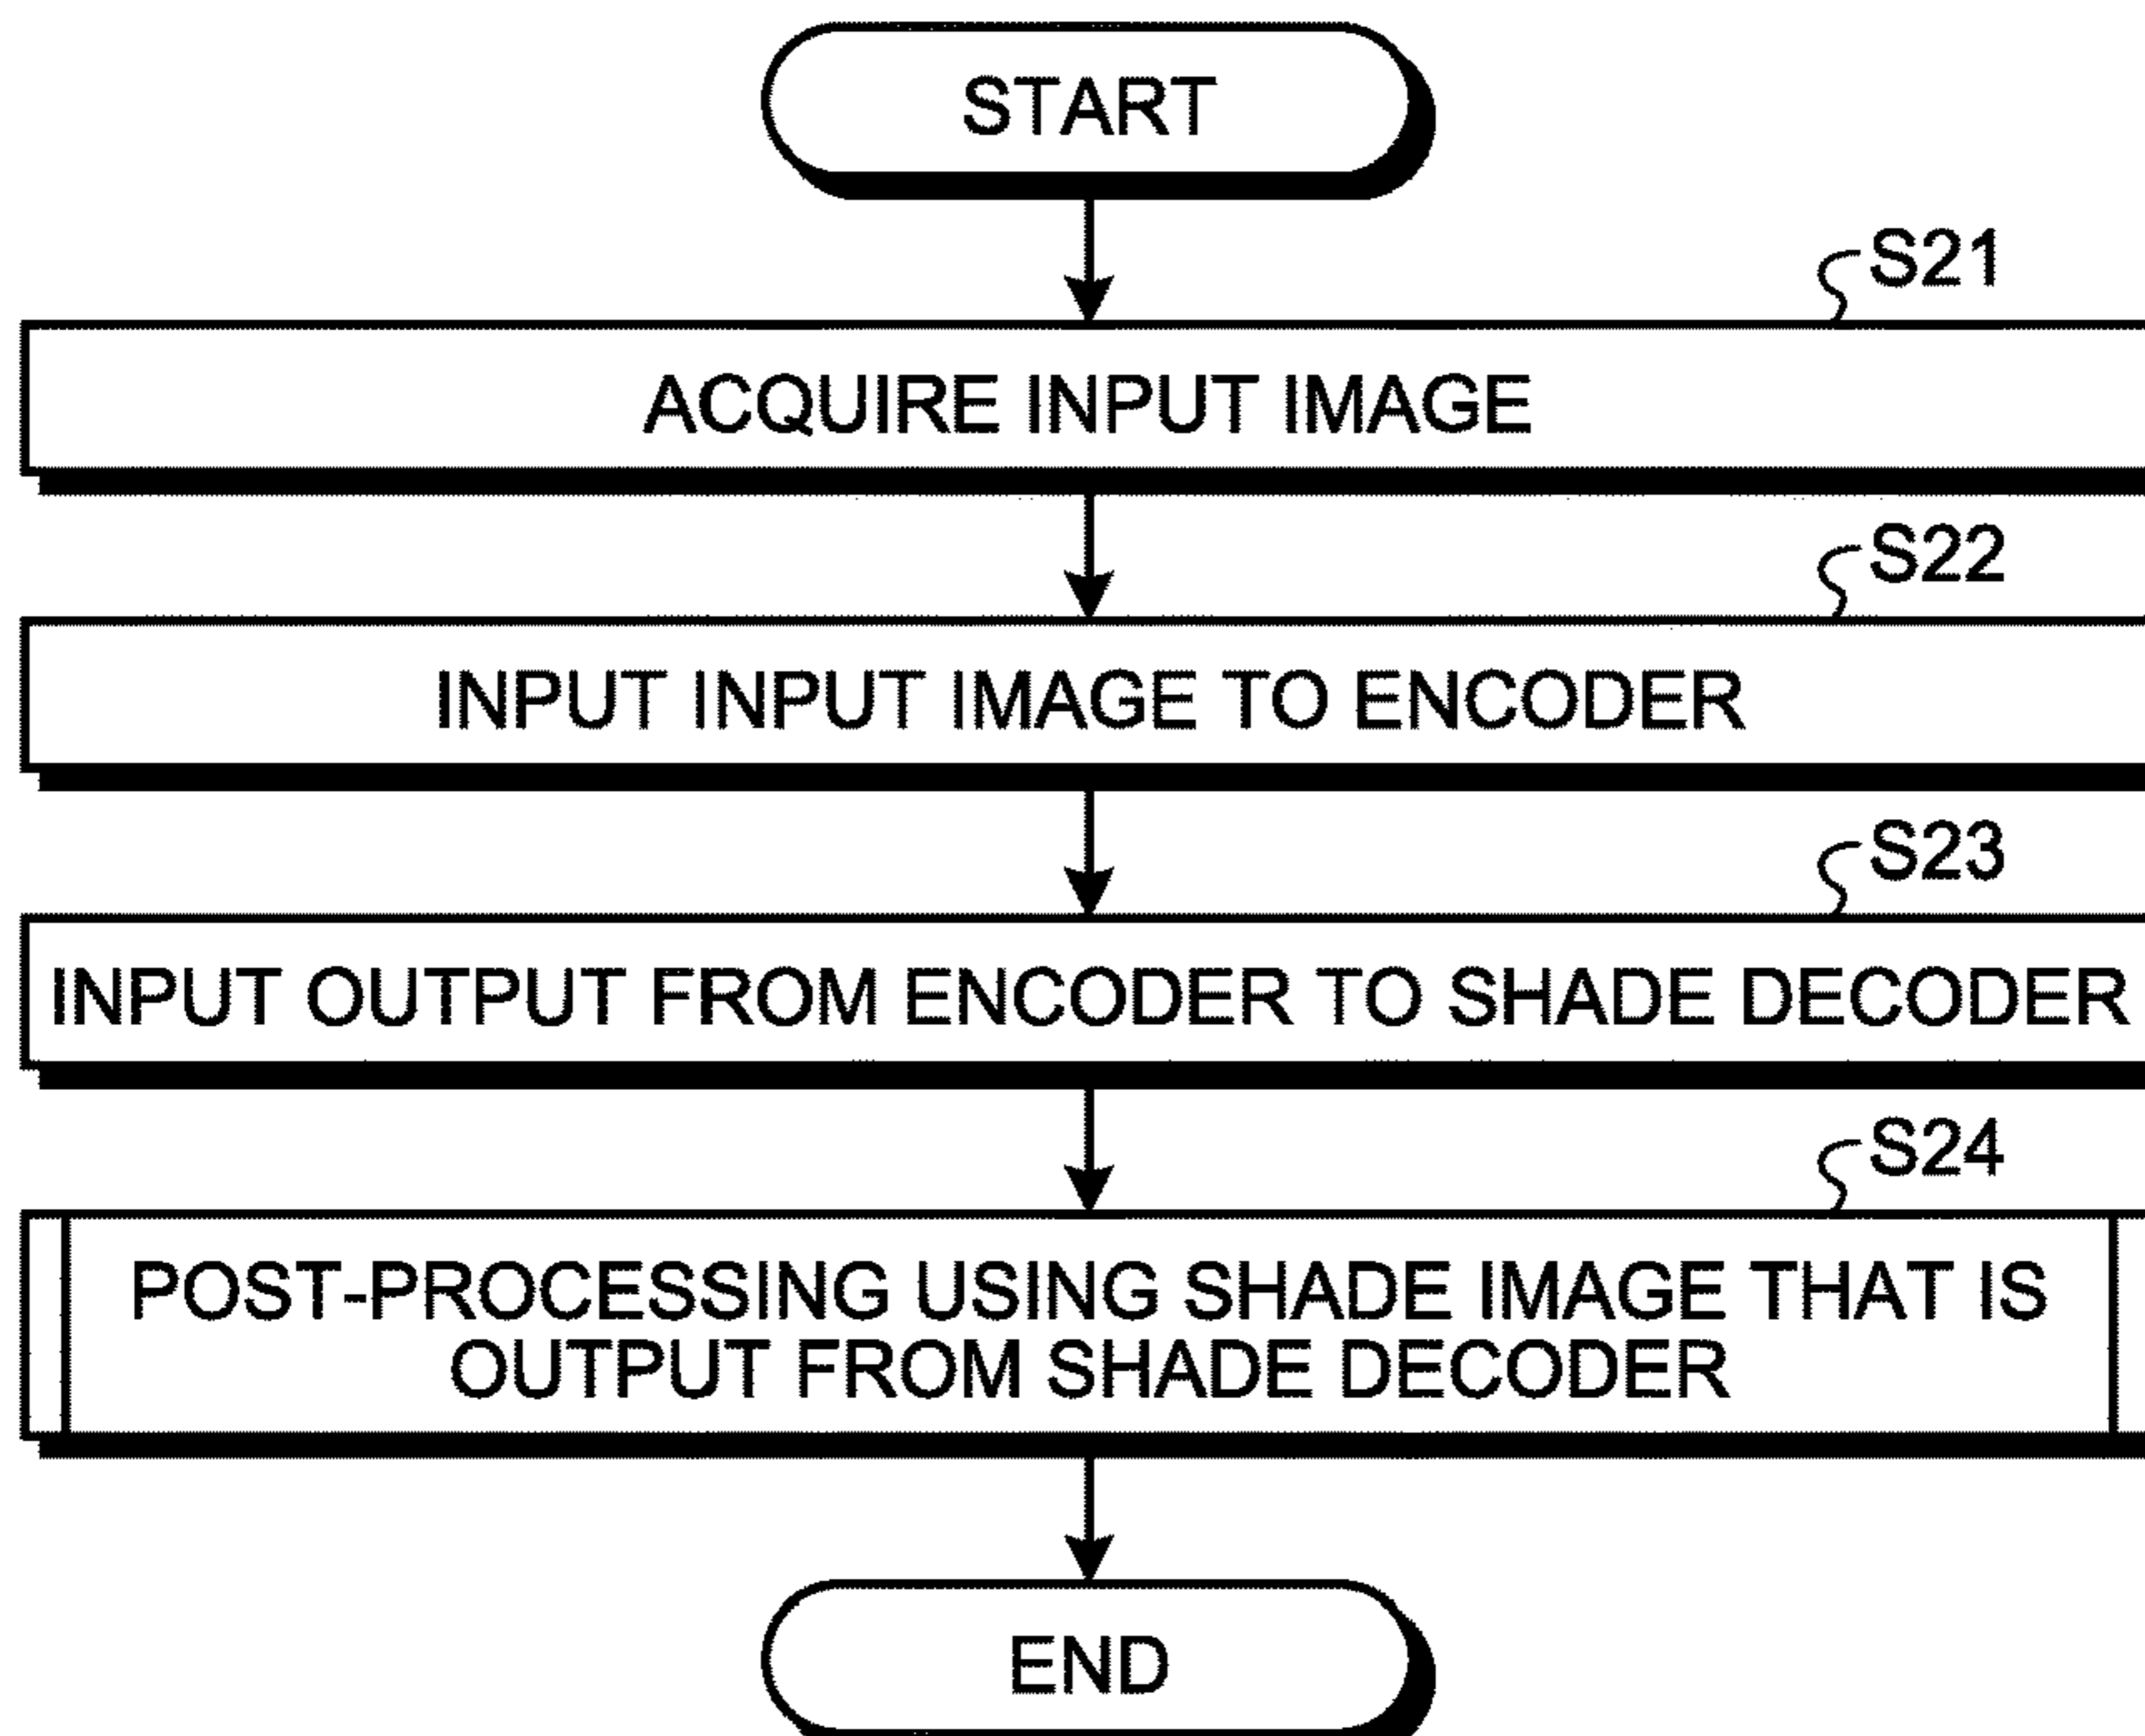 START
S21
ACQUIRE INPUT IMAGE
S22
INPUT INPUT IMAGE TO ENCODER
S23
INPUT OUTPUT FROM ENCODER TO SHADE DECODER
S24
POST-PROCESSING USING SHADE IMAGE THAT IS
OUTPUT FROM SHADE DECODER
END